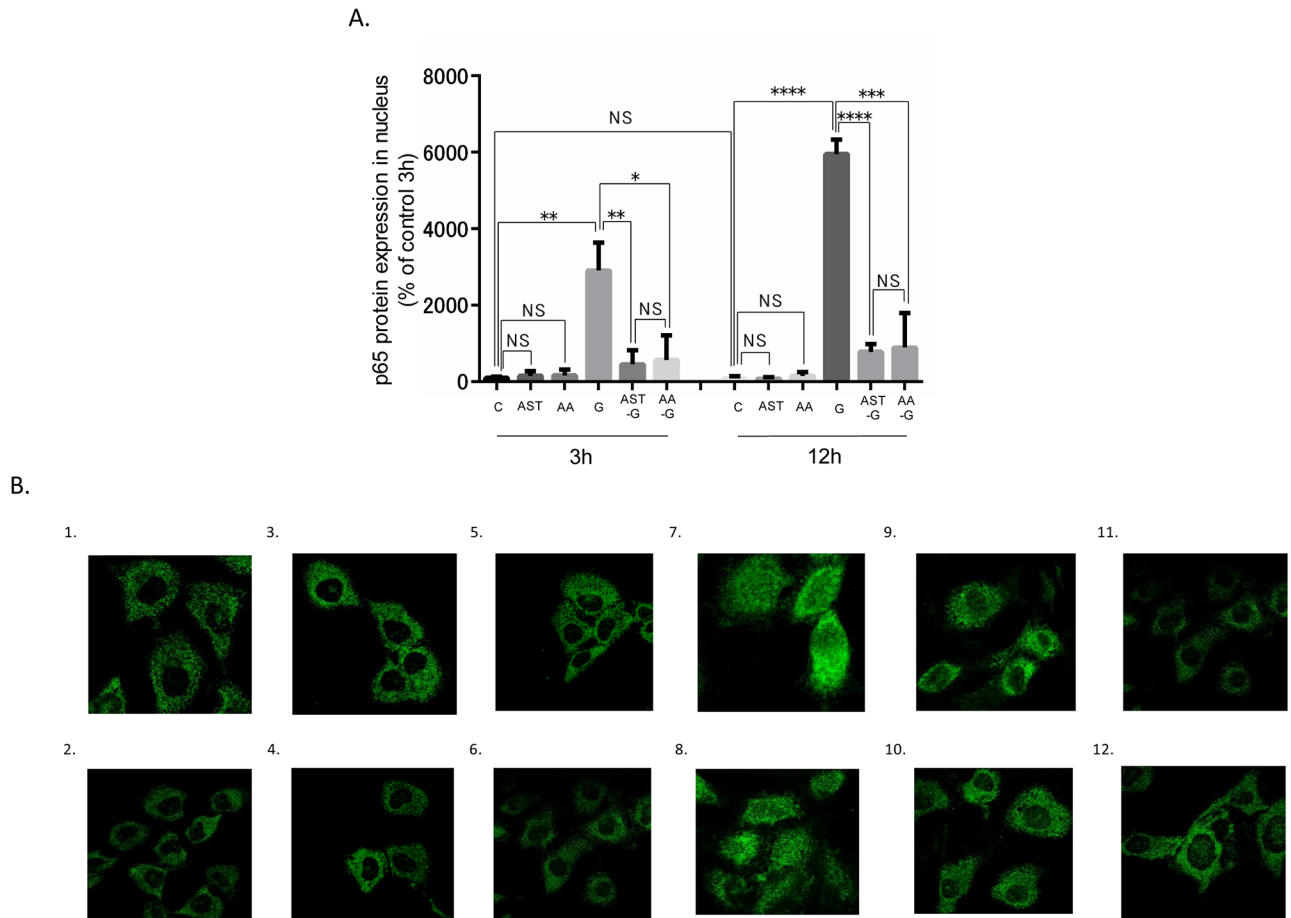 A.
p65 protein expression in nucleus
(% of control 3h)
8000
6000
4000
2000
0
NS
**
**
*
NS
NS
NS
****
***
****
NS
NS
NS
C AST AA G AST-G AA-G
3h
C AST AA G AST-G AA-G
12h
B.
1. 3. 5. 7. 9. 11.
2. 4. 6. 8. 10. 12.